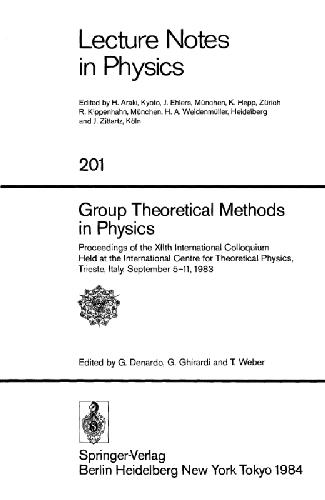 Lecture Notes
in Physics
Edited by H. Araki, Kyoto, J. Ehlers, München, K. Hepp, Zürich
R. Kippenhahn, München, H. A. Weidenmüller, Heidelberg
and J. Zittartz, Köln
201
Group Theoretical Methods
in Physics
Proceedings of the XIIth International Colloquium
Held at the International Centre for Theoretical Physics,
Trieste, Italy, September 5–11, 1983
Edited by G. Denardo, G. Ghirardi and T. Weber
Springer-Verlag
Berlin Heidelberg New York Tokyo 1984